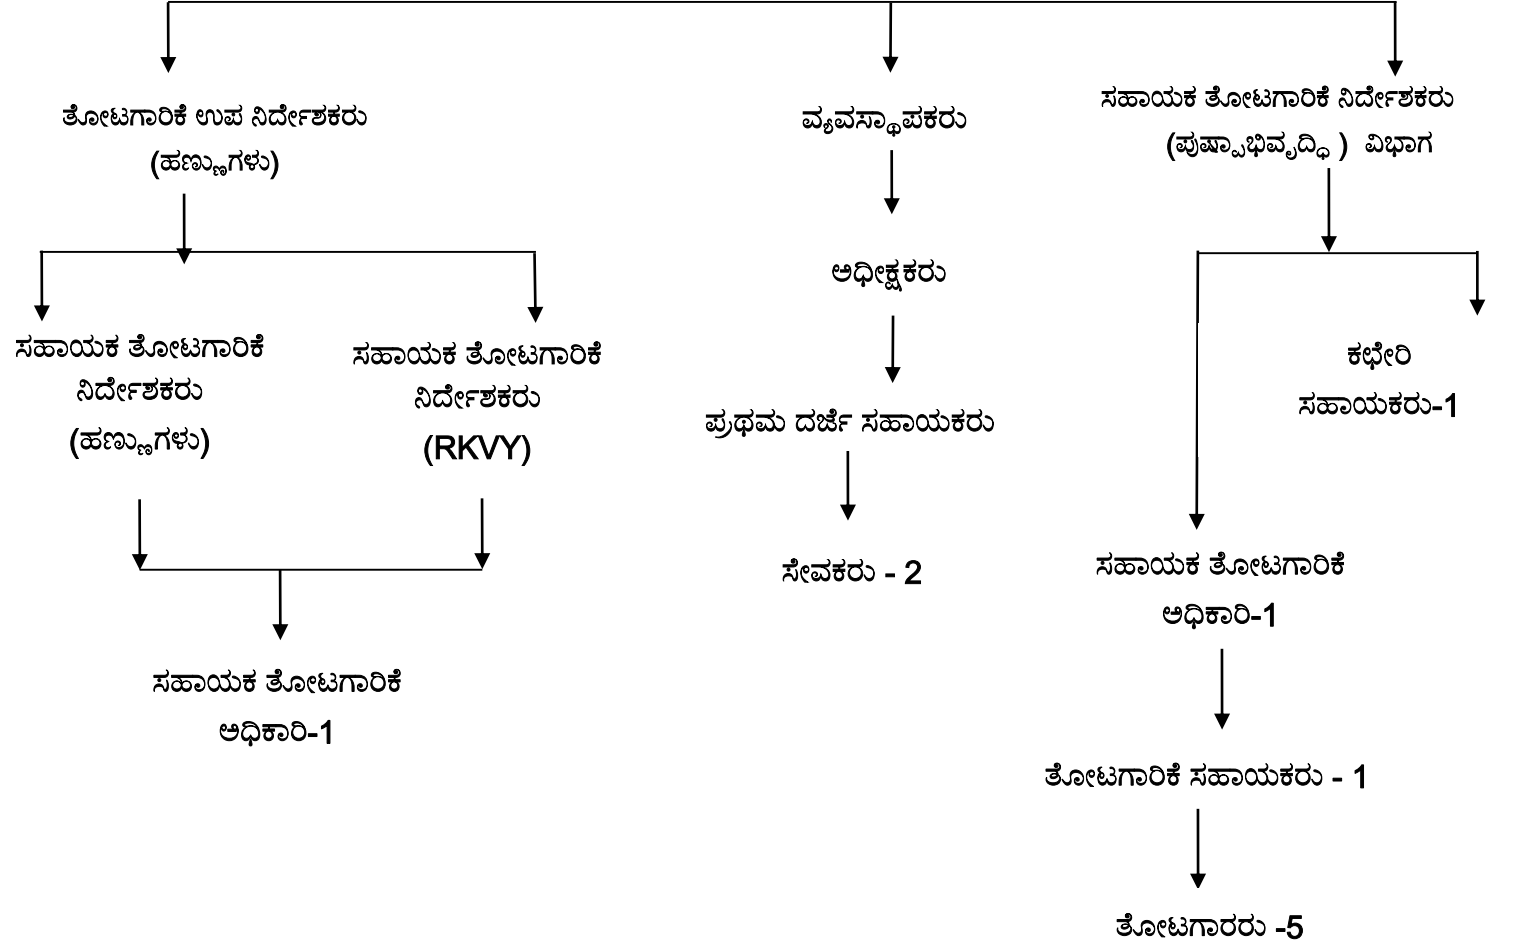 ತೋಟಗಾರಿಕೆ ಉಪ ನಿರ್ದೇಶಕರು
(ಹಣ್ಣುಗಳು)
ಸಹಾಯಕ ತೋಟಗಾರಿಕೆ
ನಿರ್ದೇಶಕರು
(ಹಣ್ಣುಗಳು)
ಸಹಾಯಕ ತೋಟಗಾರಿಕೆ
ನಿರ್ದೇಶಕರು
(RKVY)
ಸಹಾಯಕ ತೋಟಗಾರಿಕೆ
ಅಧಿಕಾರಿ-1
ವ್ಯವಸ್ಥಾಪಕರು
ಅಧೀಕ್ಷಕರು
ಪ್ರಥಮ ದರ್ಜೆ ಸಹಾಯಕರು
ಸೇವಕರು - 2
ಸಹಾಯಕ ತೋಟಗಾರಿಕೆ ನಿರ್ದೇಶಕರು
(ಪುಷ್ಪಾಭಿವೃದ್ಧಿ ) ವಿಭಾಗ
ಕಛೇರಿ
ಸಹಾಯಕರು-1
ಸಹಾಯಕ ತೋಟಗಾರಿಕೆ
ಅಧಿಕಾರಿ-1
ತೋಟಗಾರಿಕೆ ಸಹಾಯಕರು - 1
ತೋಟಗಾರರು -5